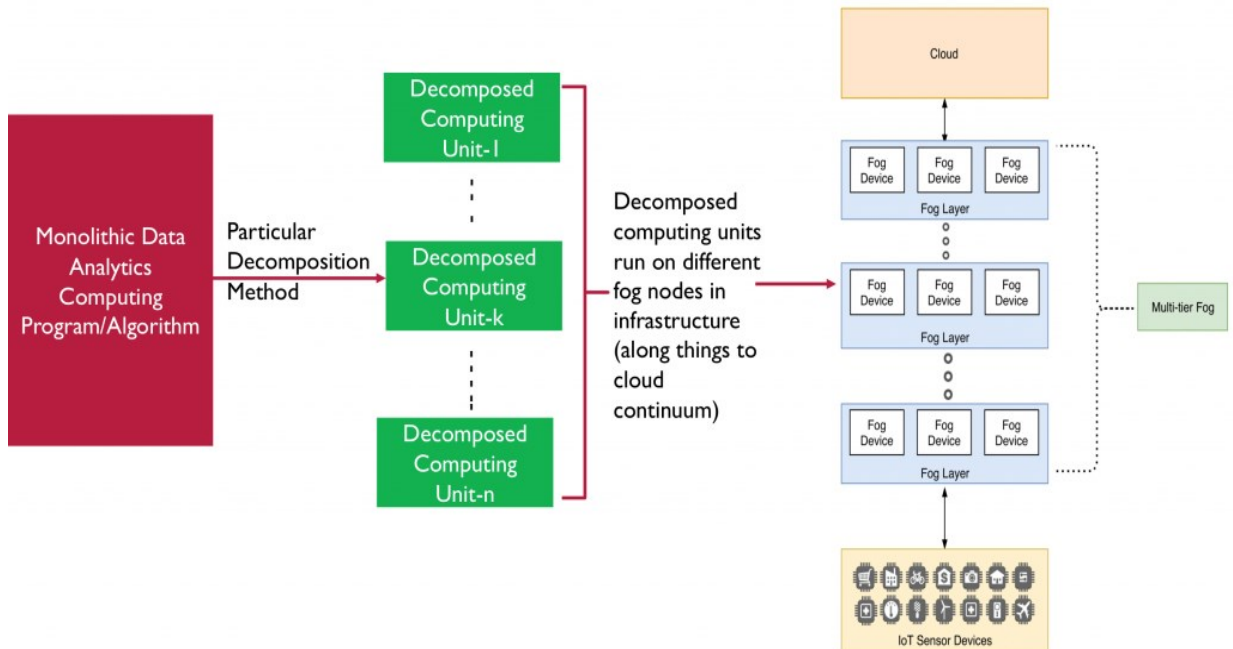 Monolithic Data
Analytics
Computing
Program/Algorithm
Particular
Decomposition
Method
Decomposed
Computing
Unit-1
Decomposed
Computing
Unit-k
Decomposed
Computing
Unit-n
Decomposed
computing units
run on different
fog nodes in
infrastructure
(along things to
cloud
continuum)
Cloud
Fog
Device
Fog
Device
Fog
Device
Fog Layer
Fog
Device
Fog
Device
Fog
Device
Fog Layer
Fog
Device
Fog
Device
Fog
Device
Fog Layer
Multi-tier Fog
$
IoT Sensor Devices